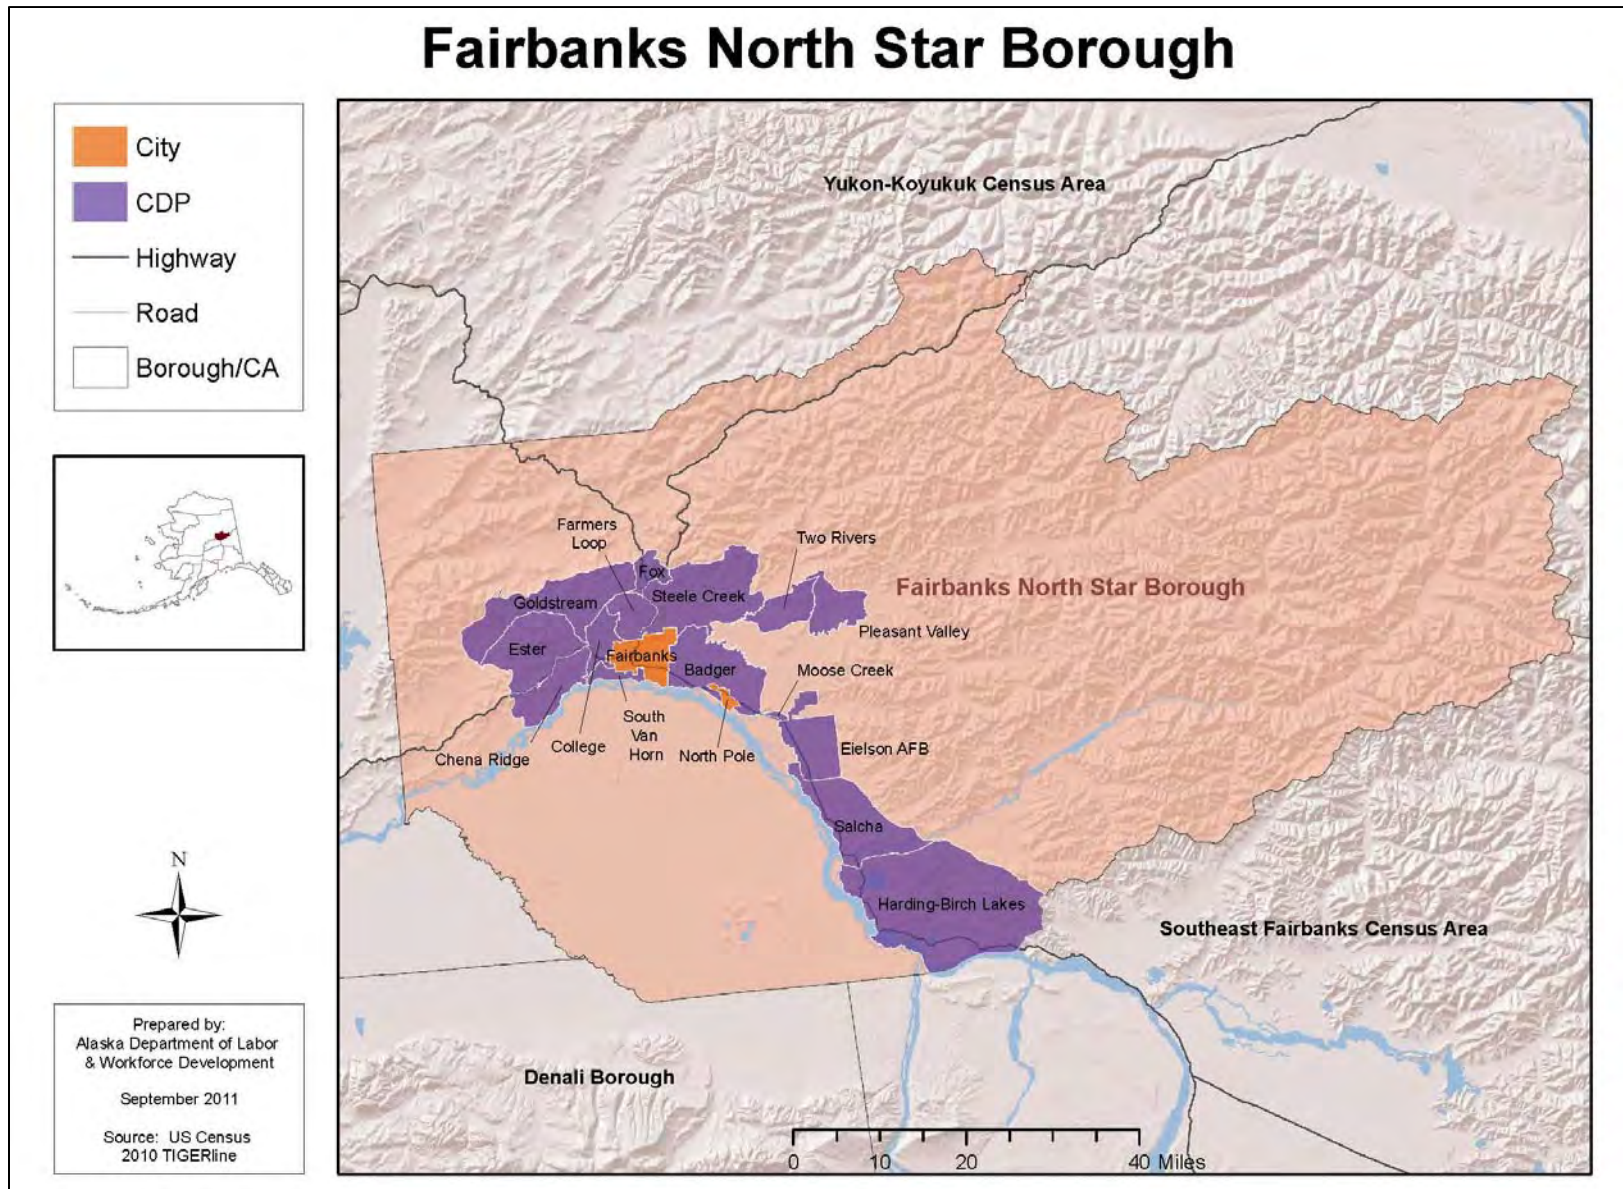 Fairbanks North Star Borough
City
CDP
Highway
Road
Borough/CA
N
Prepared by:
Alaska Department of Labor
& Workforce Development
September 2011
Source: US Census
2010 TIGERline
Yukon-Koyukuk Census Area
Farmers
Loop
Two Rivers
Fox
Fairbanks North Star Borough
Goldstream
Steele Creek
Pleasant Valley
Ester
Fairbanks
Badger
Moose Creek
South
Van
Horn
College
North Pole
Chena Ridge
Eielson AFB
Salcha
Harding-Birch Lakes
Southeast Fairbanks Census Area
Denali Borough
0 10 20 40 Miles